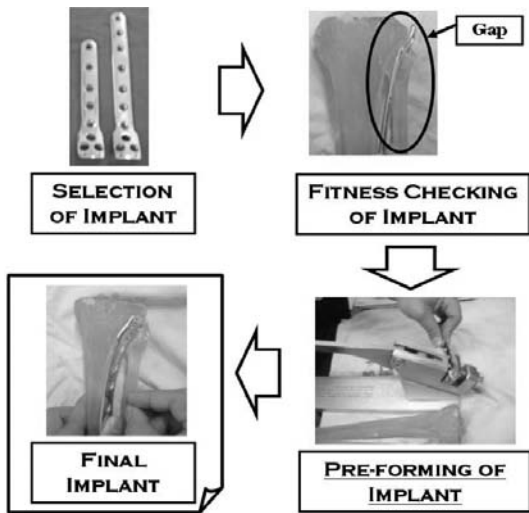 Gap
SELECTION
OF IMPLANT
FITNESS CHECKING
OF IMPLANT
FINAL
IMPLANT
PRE-FORMING OF
IMPLANT